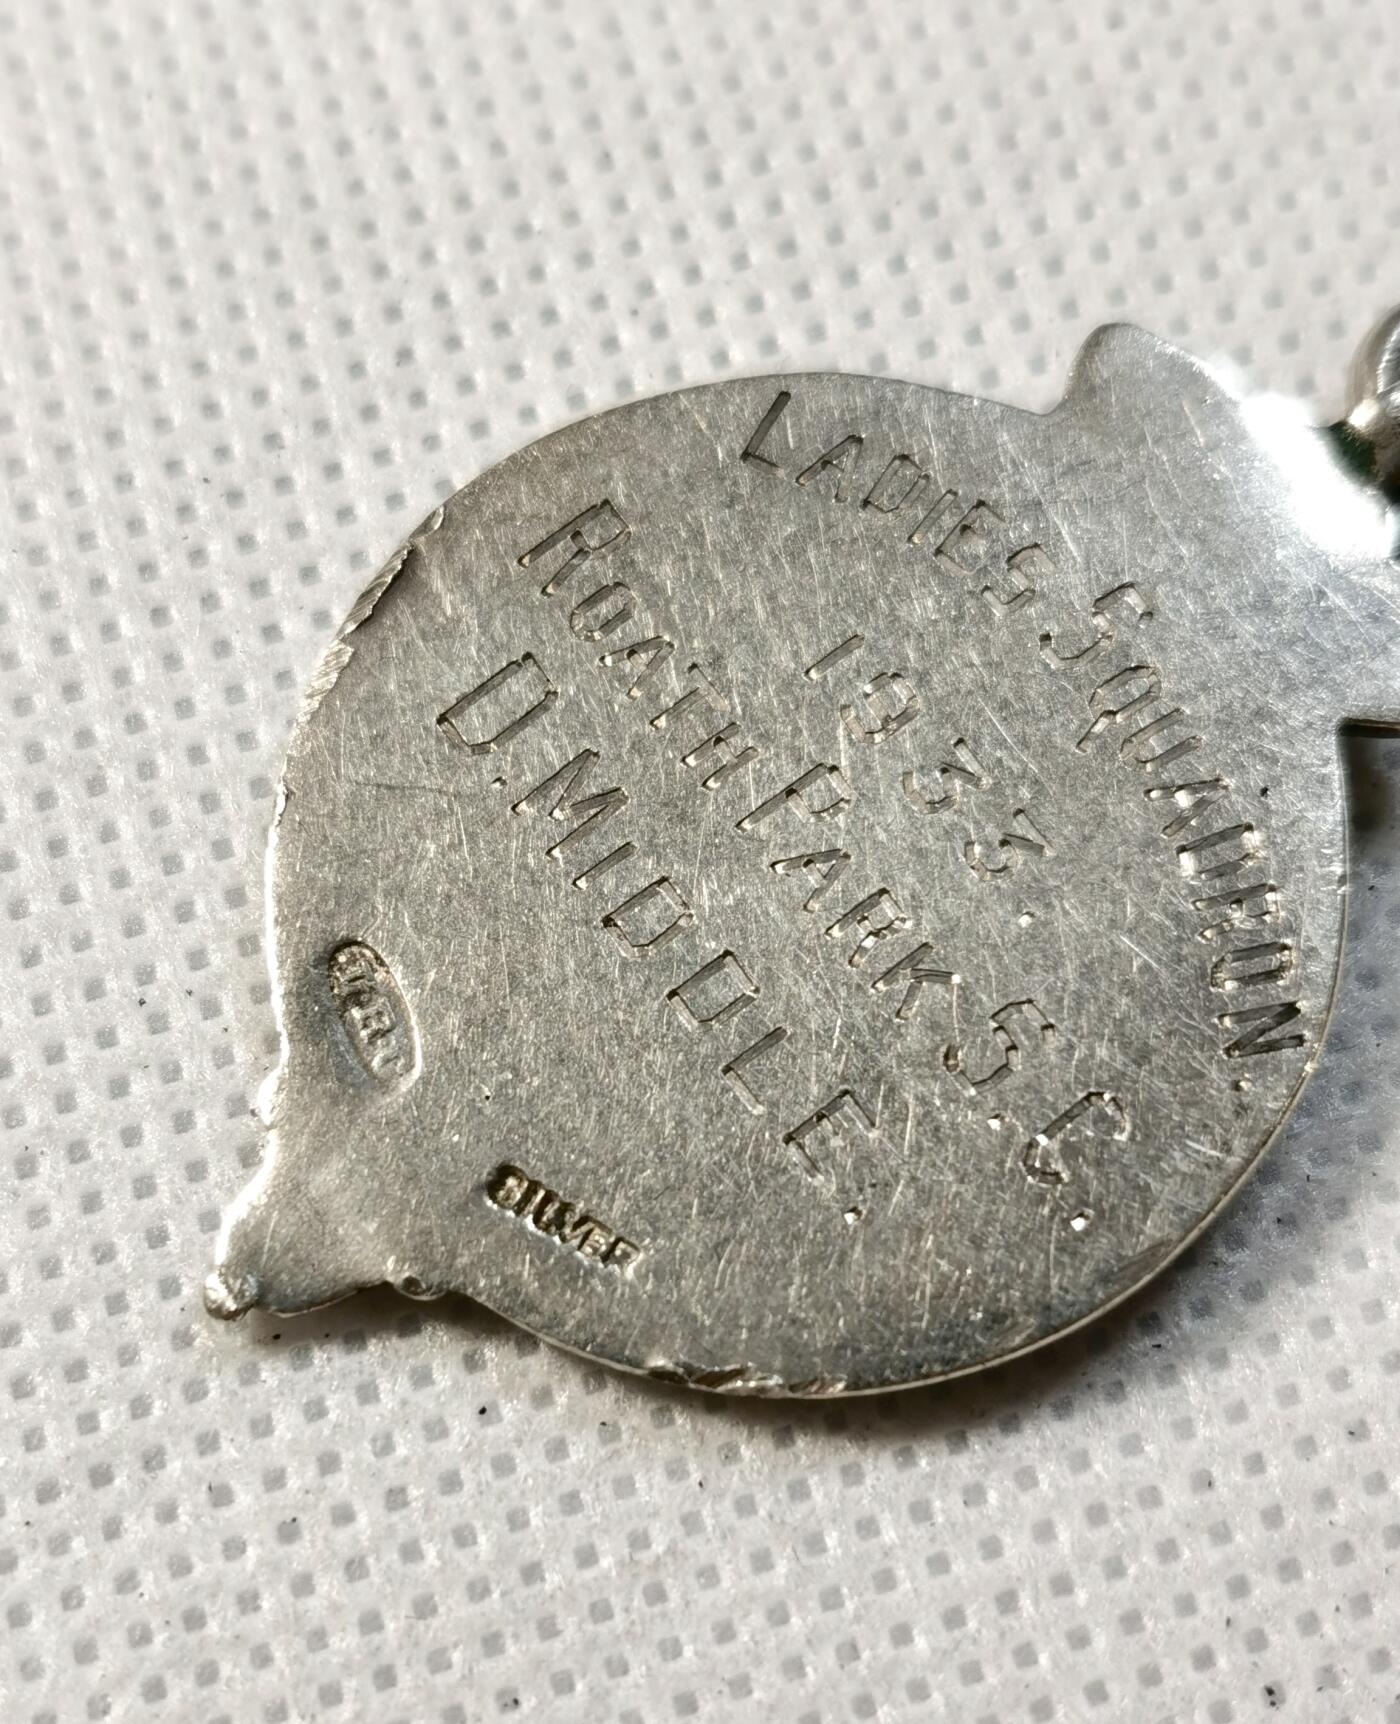 LADIES SQUADRON.
1933.
ROATH PARK S.C.
D.MIDDLE.
SILVER